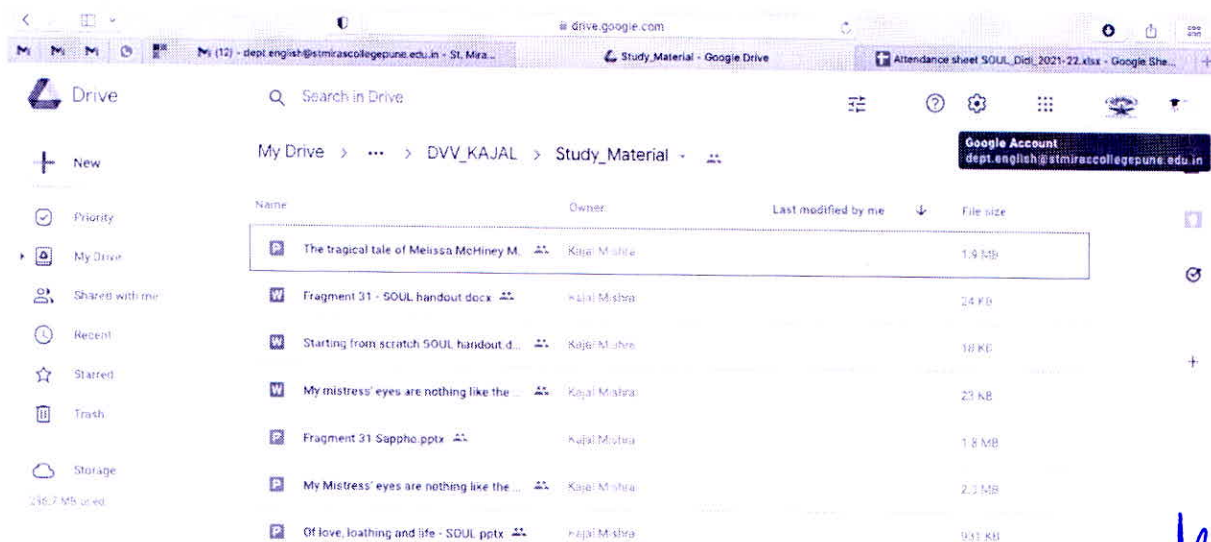 drive.google.com
(12) - dept.english@stmirascollegepune.edu.in - St. Mira...
Study_Material - Google Drive
Attendance sheet SOUL_Didi_2021-22.xlsx - Google She...
Drive
Search in Drive
New
My Drive > ... > DVV_KAJAL > Study_Material
Google Account
dept.english@stmirascollegepune.edu.in
Name Owner Last modified by me File size
Priority
My Drive
Shared with me
Recent
Starred
Trash
Storage
The tragical tale of Melissa McHiney M. Kajal Mishra 1.9 MB
Fragment 31 - SOUL handout docx Kajal Mishra 24 KB
Starting from scratch SOUL handout d... Kajal Mishra 18 KB
My mistress' eyes are nothing like the ... Kajal Mishra 23 KB
Fragment 31 Sappho.pptx Kajal Mishra 1.8 MB
My Mistress' eyes are nothing like the ... Kajal Mishra MB
Of love, loathing and life - SOUL pptx Kajal Mishra 931 KB